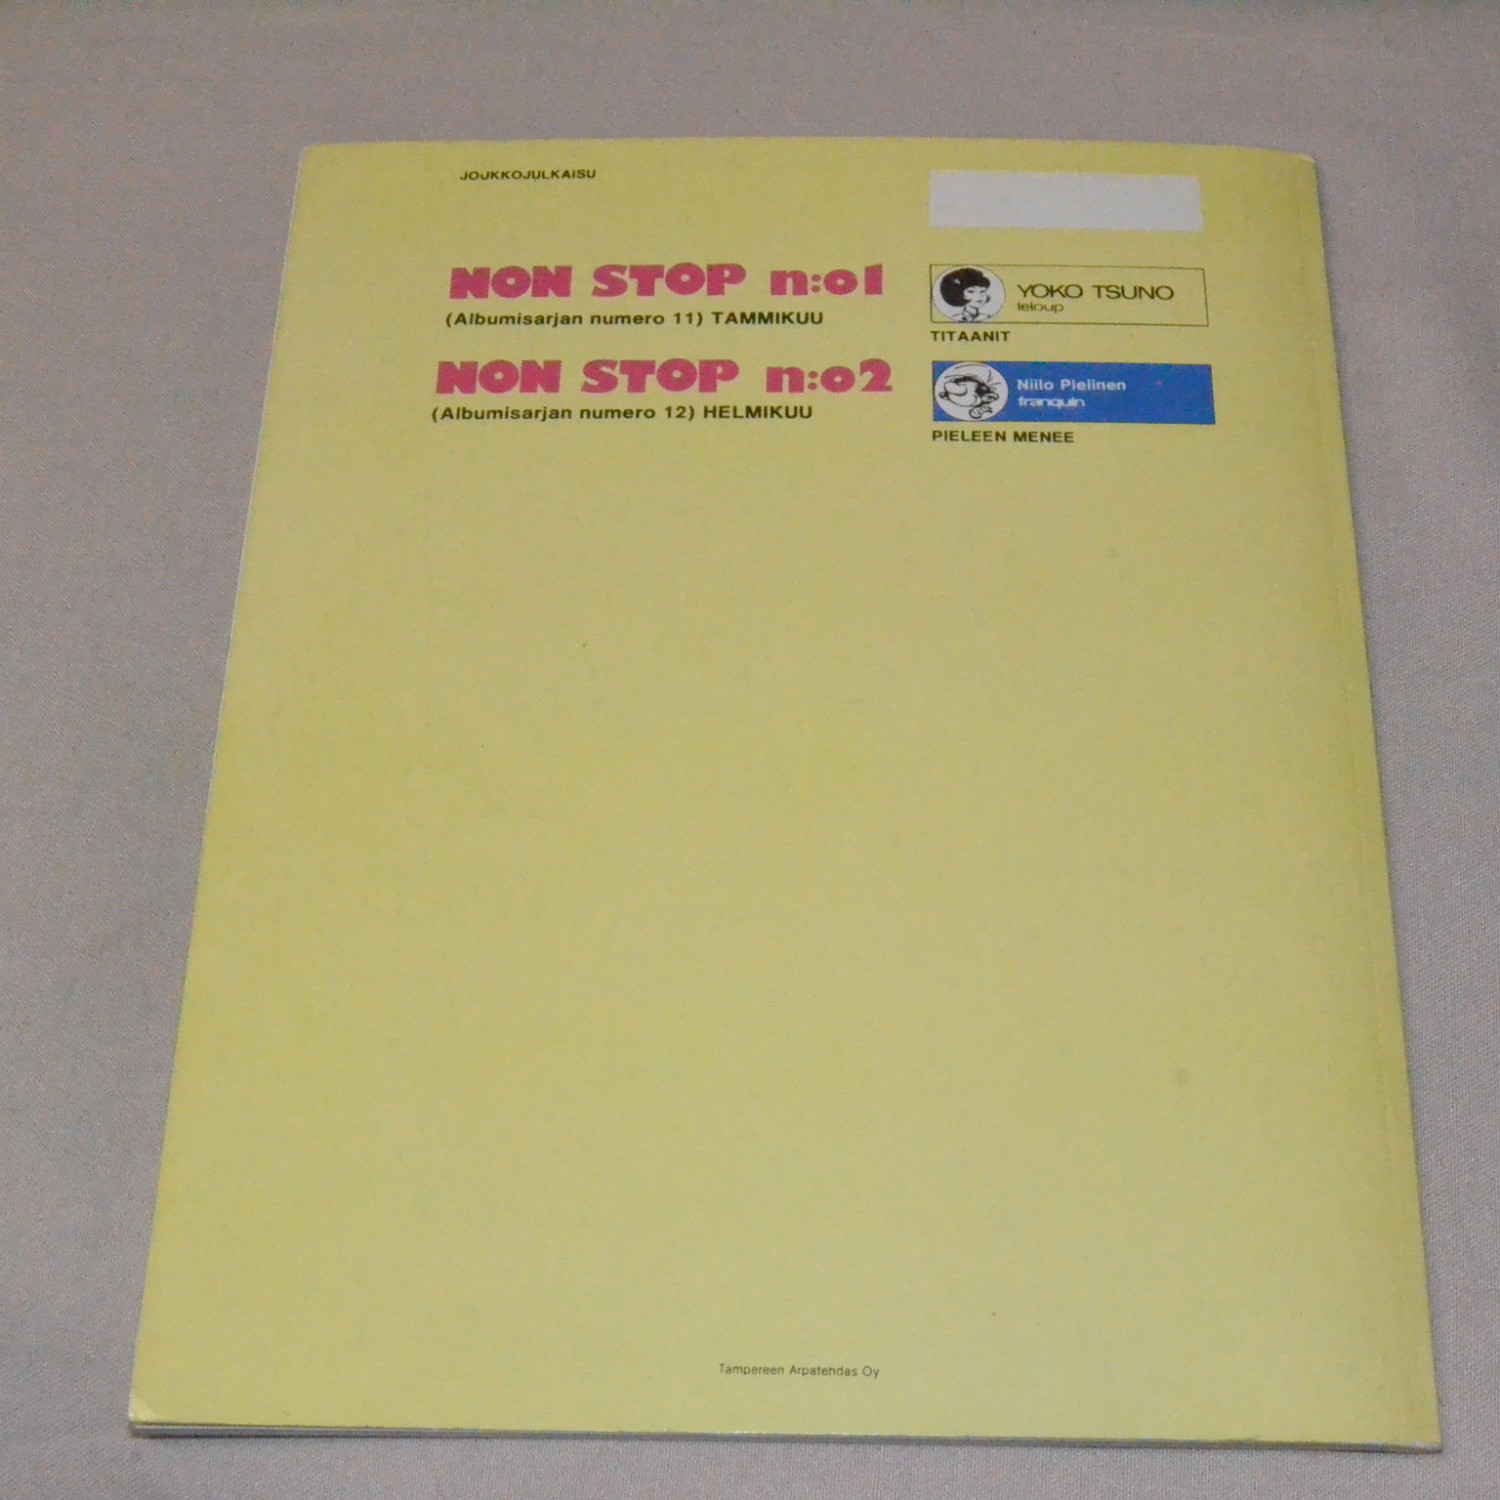 JOUKKOJULKAISU
NON STOP n:o1
(Albumisarjan numero 11) TAMMIKUU
YOKO TSUNO
leloup
TITAANIT
NON STOP n:o2
(Albumisarjan numero 12) HELMIKUU
Niilo Pielinen
franquin
PIELEEN MENEE
Tampereen Arpatehdas Oy